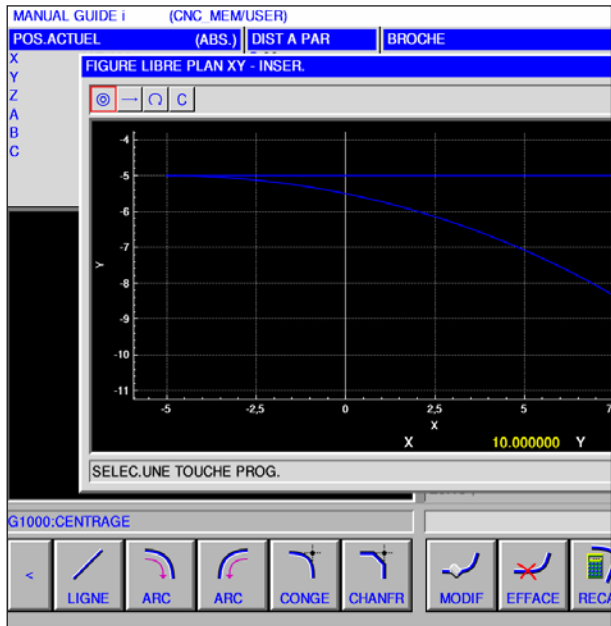 MANUAL GUIDE i (CNC_MEM/USER)
POS.ACTUEL (ABS.) DIST A PAR BROCHE
X
Y
Z
A
B
C
FIGURE LIBRE PLAN XY - INSER.
C
-4
-5
-6
-7
-8
-9
-10
-11
Y
-5 -2,5 0 2,5 5
X
X 10.000000 Y
SELEC.UNE TOUCHE PROG.
G1000:CENTRAGE
< LIGNE ARC ARC CONGE CHANFR MODIF EFFACE